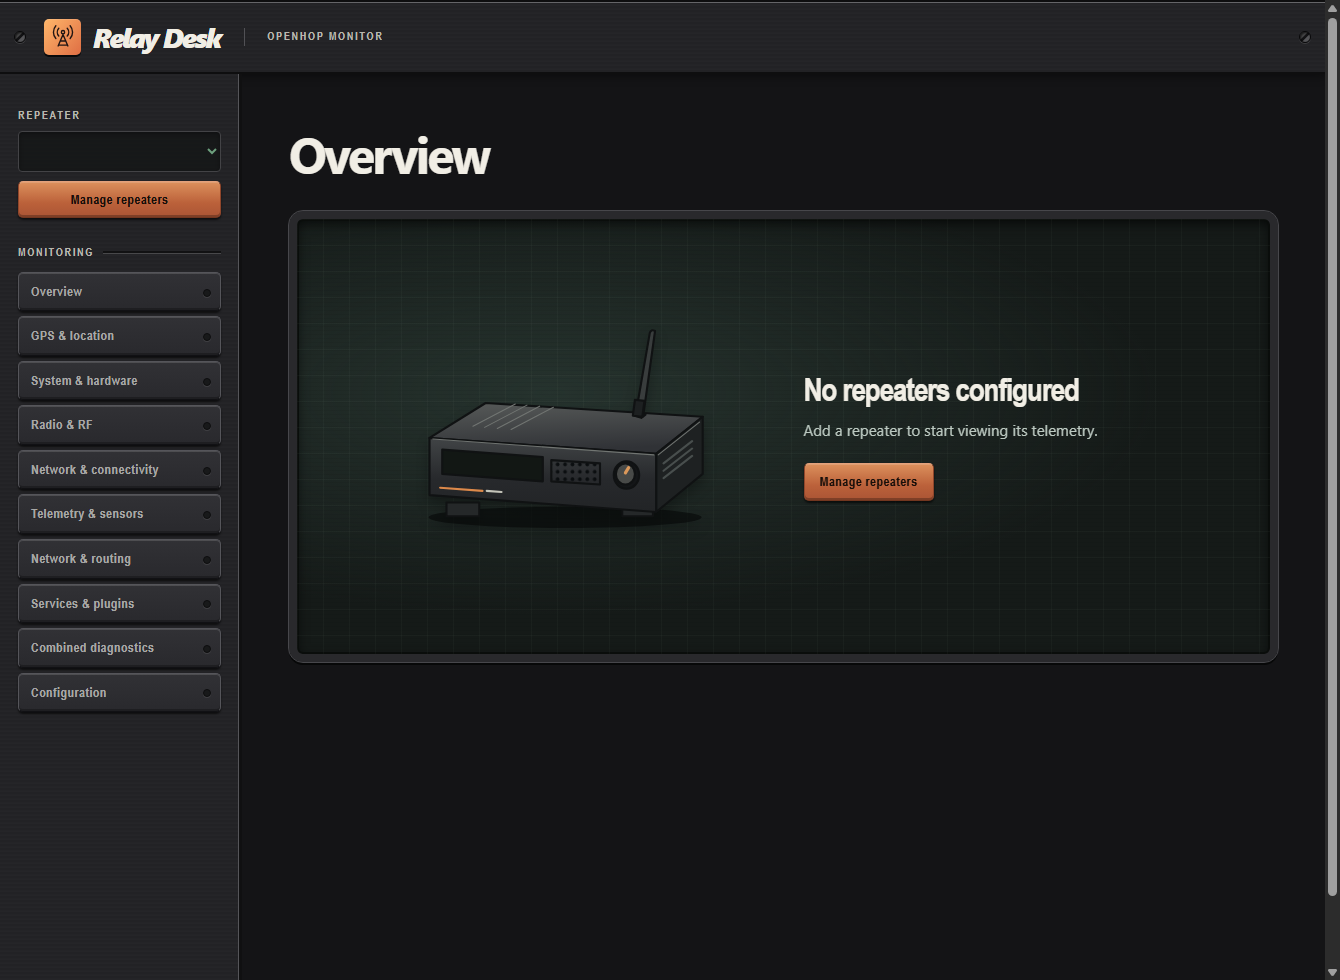 Relay Desk
OPENHOP MONITOR
REPEATER
Manage repeaters
MONITORING
Overview
GPS & location
System & hardware
Radio & RF
Network & connectivity
Telemetry & sensors
Network & routing
Services & plugins
Combined diagnostics
Configuration
Overview
No repeaters configured
Add a repeater to start viewing its telemetry.
Manage repeaters